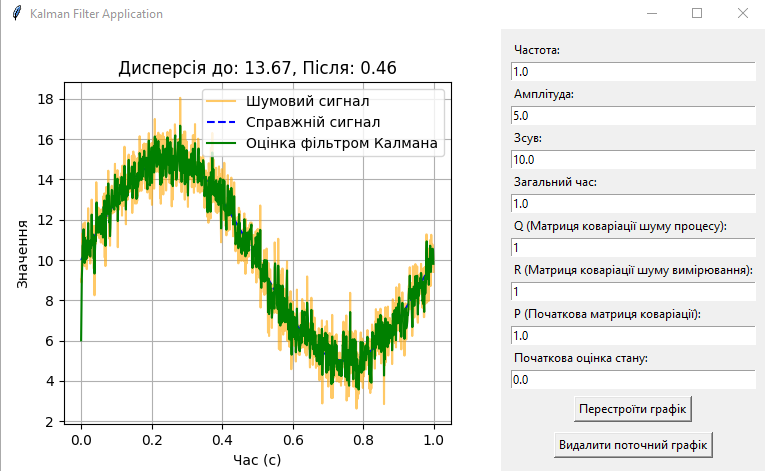 Kalman Filter Application
Дисперсія до: 13.67, Після: 0.46
Шумовий сигнал
Справжній сигнал
Оцінка фільтром Калмана
Значення
18
16
14
12
10
8
6
4
2
0.0 0.2 0.4 0.6 0.8 1.0
Час (с)
Частота:
1.0
Амплітуда:
5.0
Зсув:
10.0
Загальний час:
1.0
Q (Матриця коваріації шуму процесу):
1
R (Матриця коваріації шуму вимірювання):
1
P (Початкова матриця коваріації):
1.0
Початкова оцінка стану:
0.0
Перестроїти графік
Видалити поточний графік